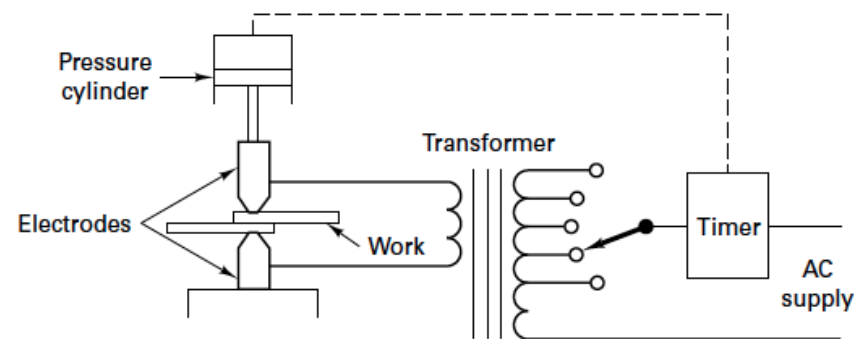 Pressure
cylinder
Transformer
Electrodes
Work
Timer
AC
supply